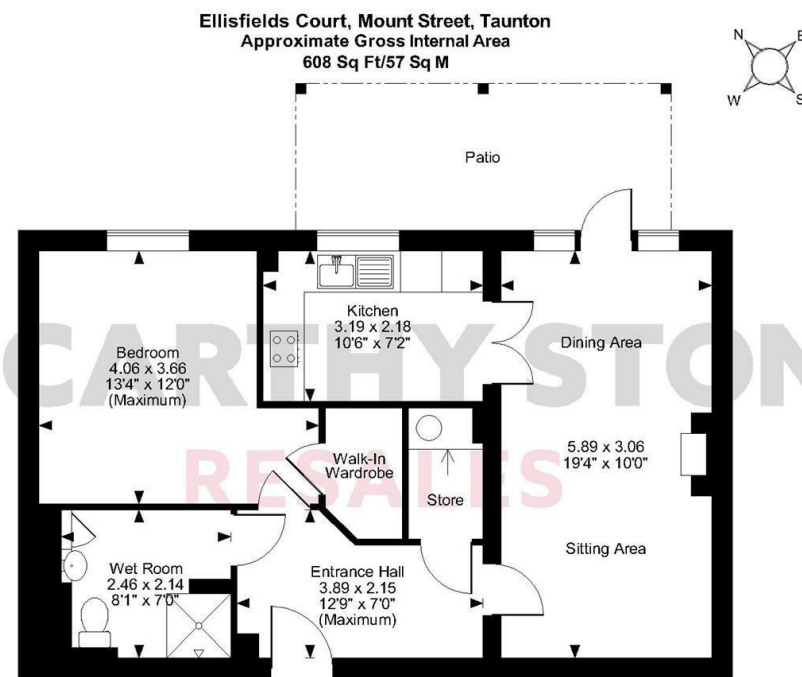 Ellisfields Court, Mount Street, Taunton
Approximate Gross Internal Area
608 Sq Ft/57 Sq M
N
E
W
S
Patio
Kitchen
3.19 x 2.18
10'6" x 7'2"
Dining Area
Bedroom
4.06 x 3.66
13'4" x 12'0"
(Maximum)
CARTHY STON
5.89 x 3.06
19'4" x 10'0"
Walk-In
Wardrobe
RESALES
Store
Sitting Area
Wet Room
2.46 x 2.14
8'1" x 7'0"
Entrance Hall
3.89 x 2.15
12'9" x 7'0"
(Maximum)